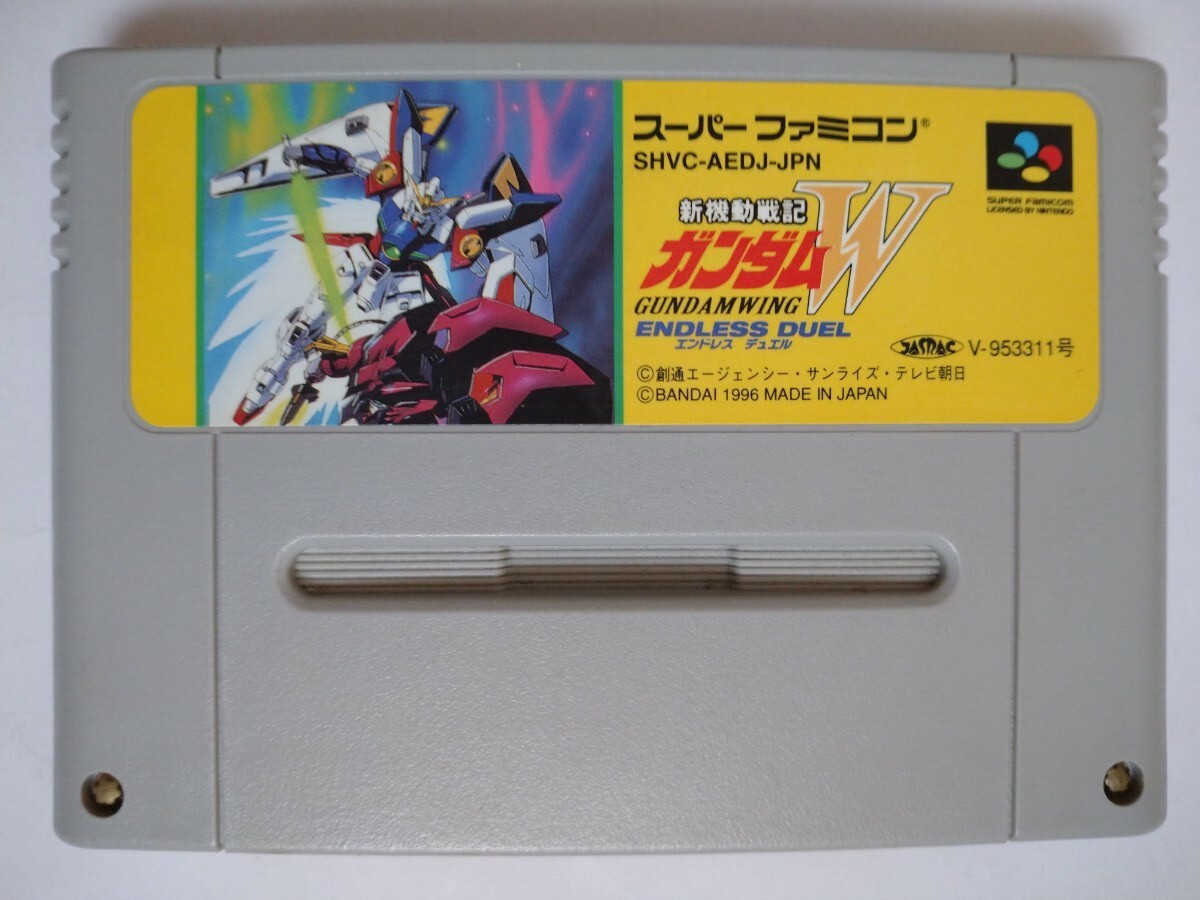 スーパーファミコン®
SHVC-AEDJ-JPN
SUPER FAMICOM
LICENSED BY NINTENDO
新機動戦記
ガンダムW
GUNDAMWING
ENDLESS DUEL
エンドレス デュエル
JASRAC V-953311号
©創通エージェンシー・サンライズ・テレビ朝日
©BANDAI 1996 MADE IN JAPAN